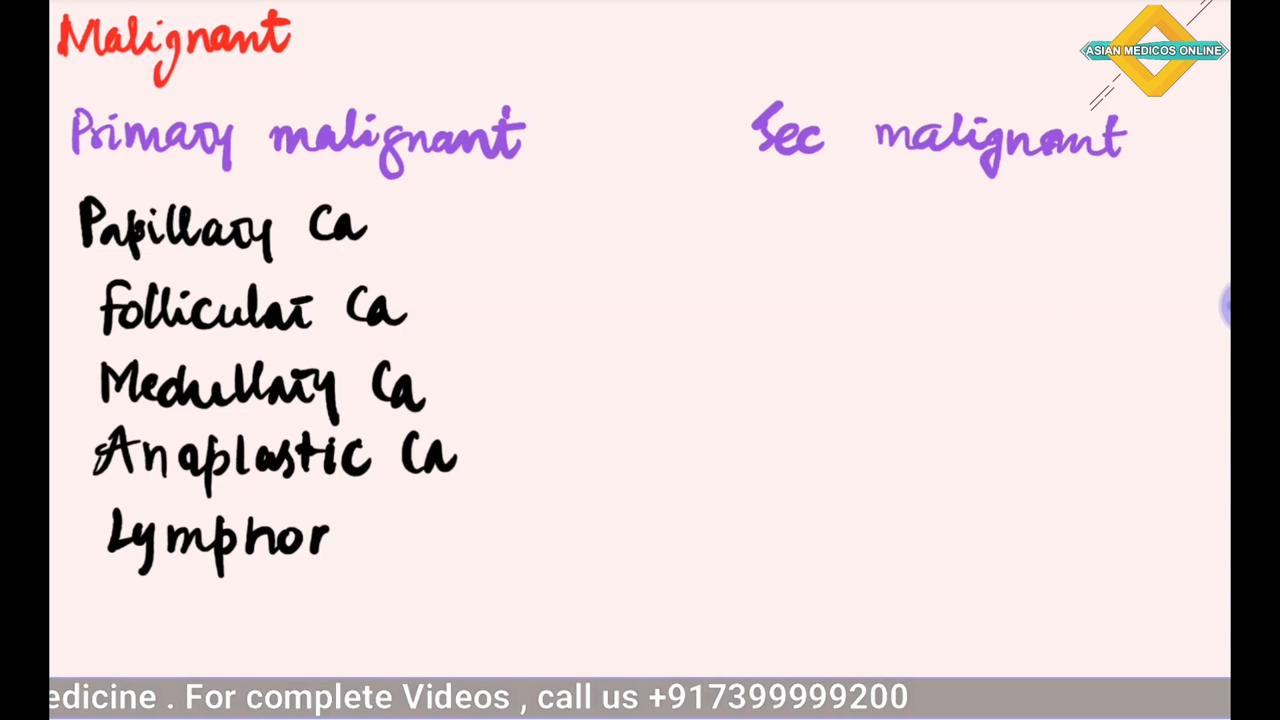 Malignant
ASIAN MEDICOS ONLINE
Primary malignant
Sec malignant
Papillary Ca
Follicular Ca
Medullary Ca
Anaplastic Ca
Lymphor
edicine . For complete Videos , call us +917399999200